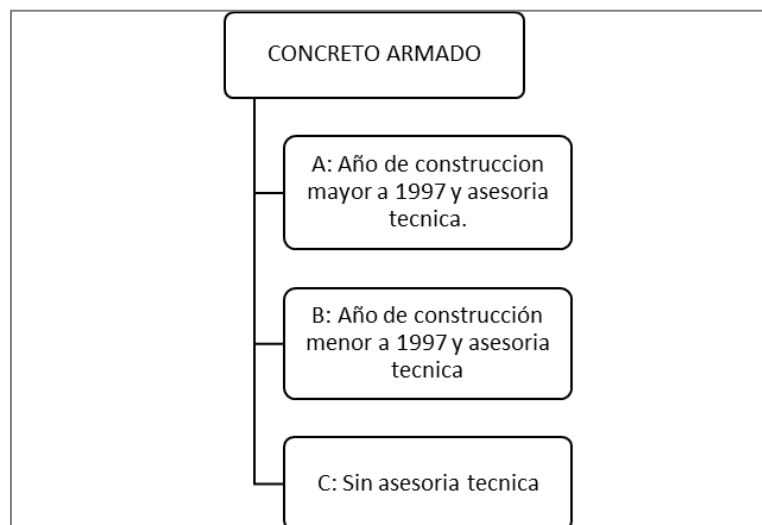 CONCRETO ARMADO
A: Año de construccion
mayor a 1997 y asesoria
tecnica.
B: Año de construcción
menor a 1997 y asesoria
tecnica
C: Sin asesoria tecnica